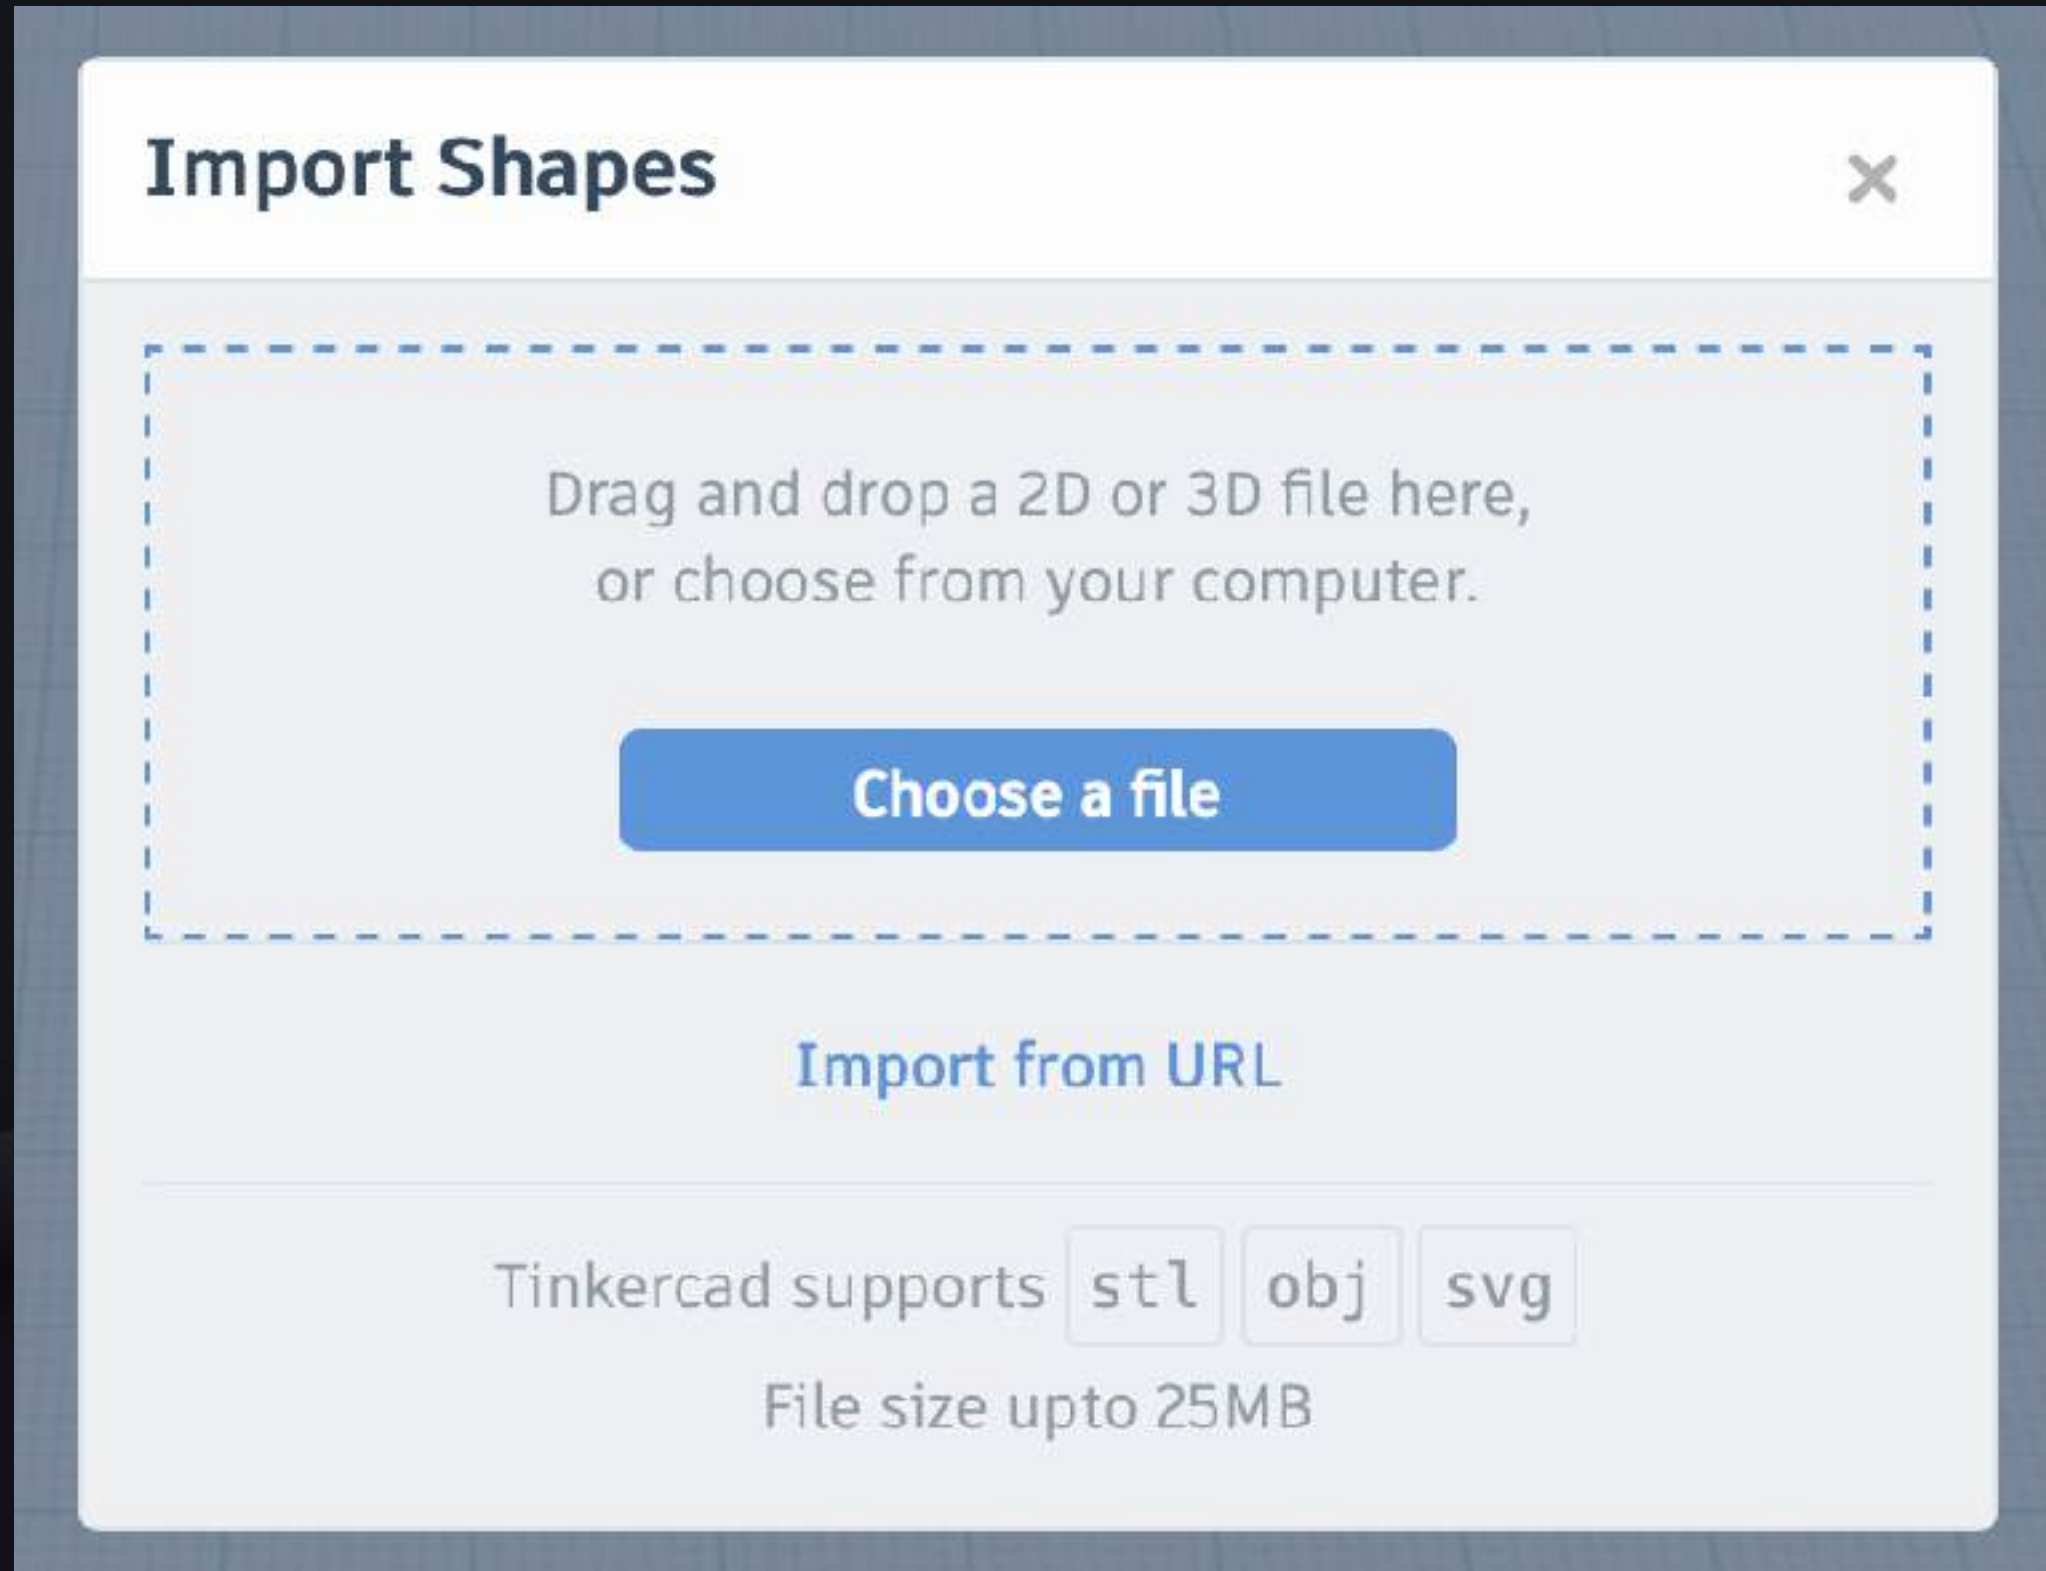 Import Shapes
Drag and drop a 2D or 3D file here,
or choose from your computer.
Choose a file
Import from URL
Tinkercad supports stl obj svg
File size upto 25MB